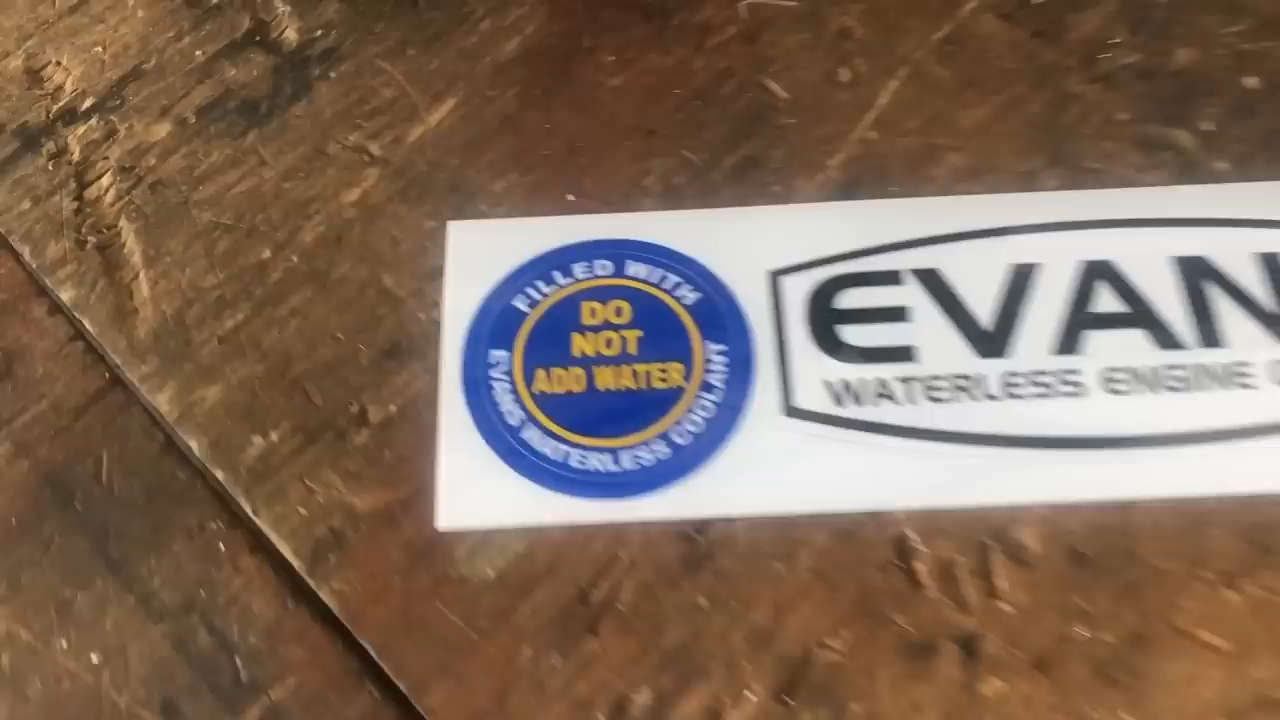 FILLED WITH
DO
NOT
ADD WATER
EVANS WATERLESS COOLANT
EVAN
WATERLESS ENGINE